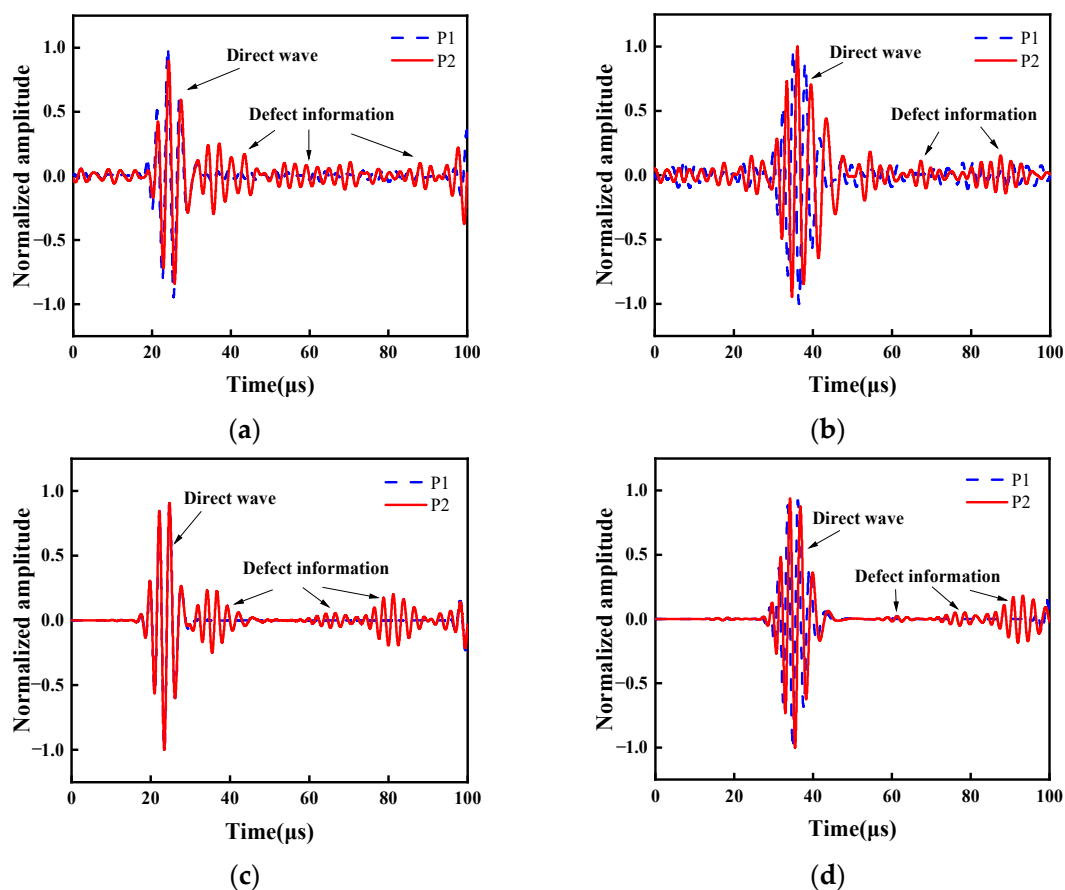 P1
P2
Direct wave
Defect information
Normalized amplitude
1.0
0.5
0.0
−0.5
−1.0
0 20 40 60 80 100
Time(μs)
(a)
P1
P2
Direct wave
Defect information
Normalized amplitude
1.0
0.5
0.0
−0.5
−1.0
0 20 40 60 80 100
Time(μs)
(b)
P1
P2
Direct wave
Defect information
Normalized amplitude
1.0
0.5
0.0
−0.5
−1.0
0 20 40 60 80 100
Time(μs)
(c)
P1
P2
Direct wave
Defect information
Normalized amplitude
1.0
0.5
0.0
−0.5
−1.0
0 20 40 60 80 100
Time(μs)
(d)